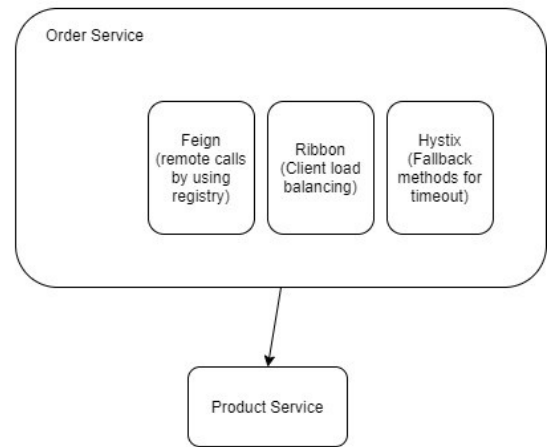 Order Service
Feign
(remote calls
by using
registry)
Ribbon
(Client load
balancing)
Hystix
(Fallback
methods for
timeout)
Product Service